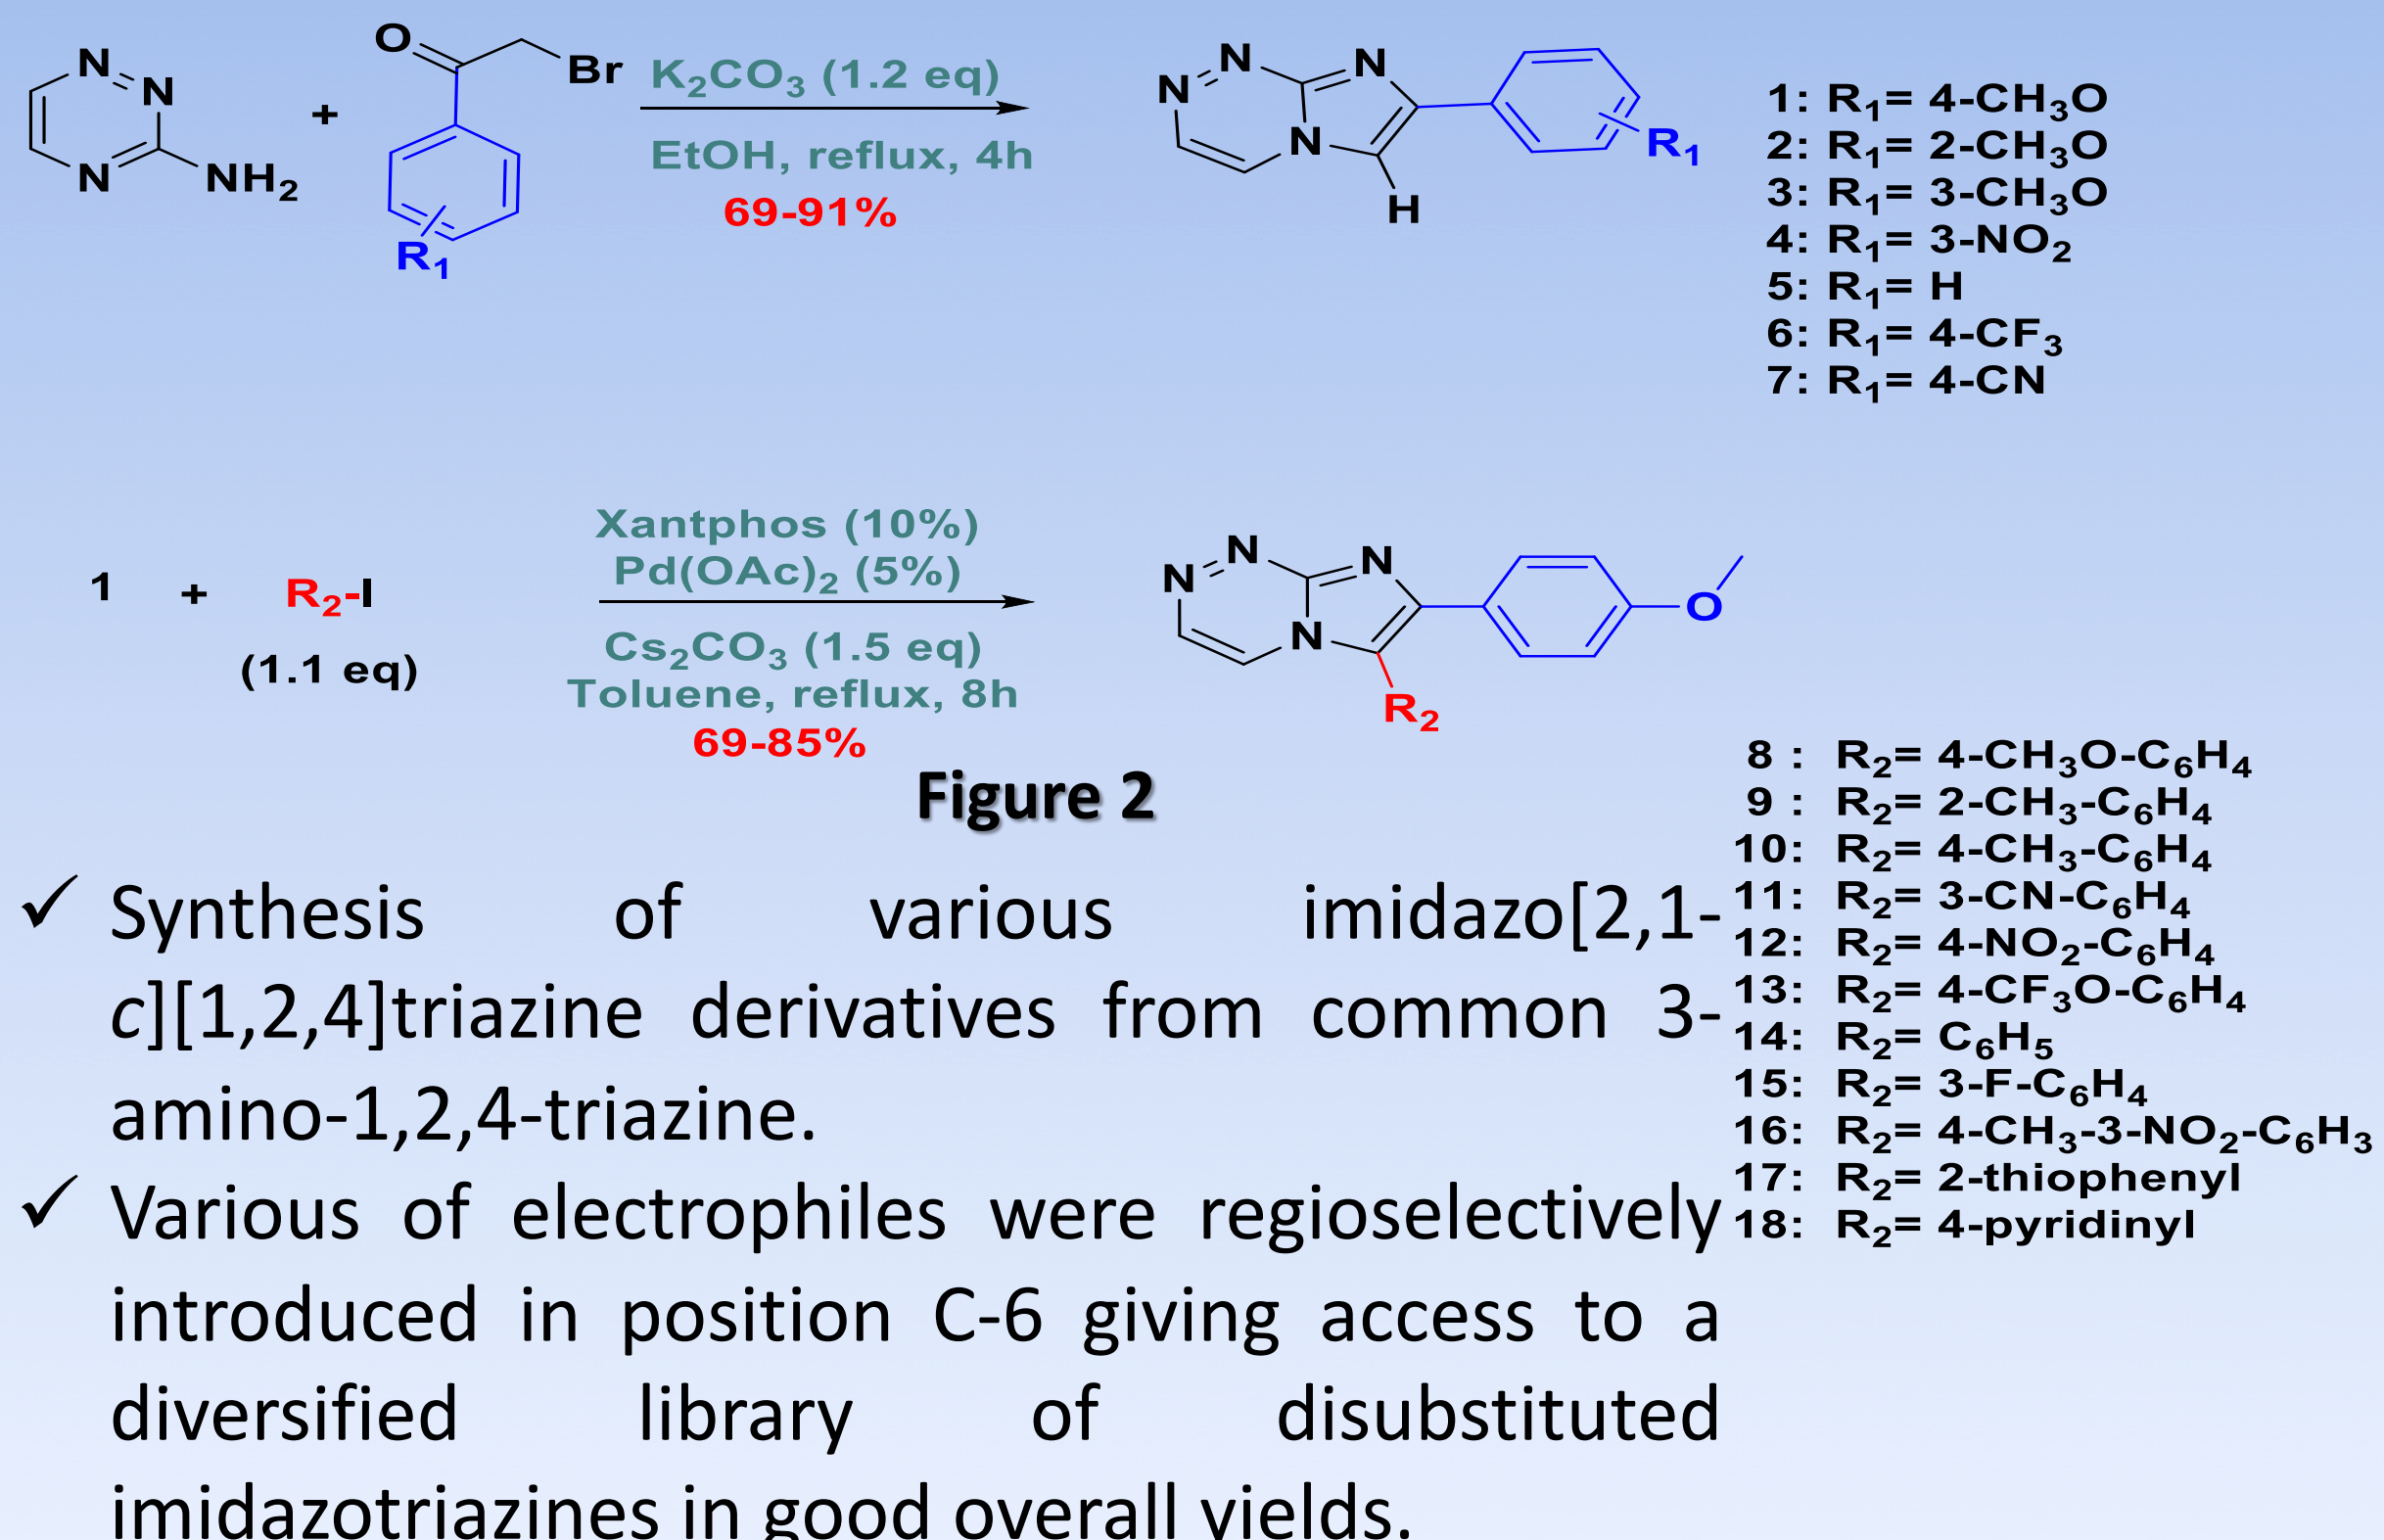 N
N
N
NH2
+
O
Br
R1
K2CO3 (1.2 eq)
EtOH, reflux, 4h
69-91%
N
N
N
N
H
R1
1: R1= 4-CH3O
2: R1= 2-CH3O
3: R1= 3-CH3O
4: R1= 3-NO2
5: R1= H
6: R1= 4-CF3
7: R1= 4-CN
1 + R2-I
(1.1 eq)
Xantphos (10%)
Pd(OAc)2 (5%)
Cs2CO3 (1.5 eq)
Toluene, reflux, 8h
69-85%
N
N
N
N
O
R2
Figure 2
8 : R2= 4-CH3O-C6H4
9 : R2= 2-CH3-C6H4
10: R2= 4-CH3-C6H4
11: R2= 3-CN-C6H4
12: R2= 4-NO2-C6H4
13: R2= 4-CF3O-C6H4
14: R2= C6H5
15: R2= 3-F-C6H4
16: R2= 4-CH3-3-NO2-C6H3
17: R2= 2-thiophenyl
18: R2= 4-pyridinyl
✓ Synthesis of various imidazo[2,1-
c][1,2,4]triazine derivatives from common 3-
amino-1,2,4-triazine.
✓ Various of electrophiles were regioselectively
introduced in position C-6 giving access to a
diversified library of disubstituted
imidazotriazines in good overall yields.